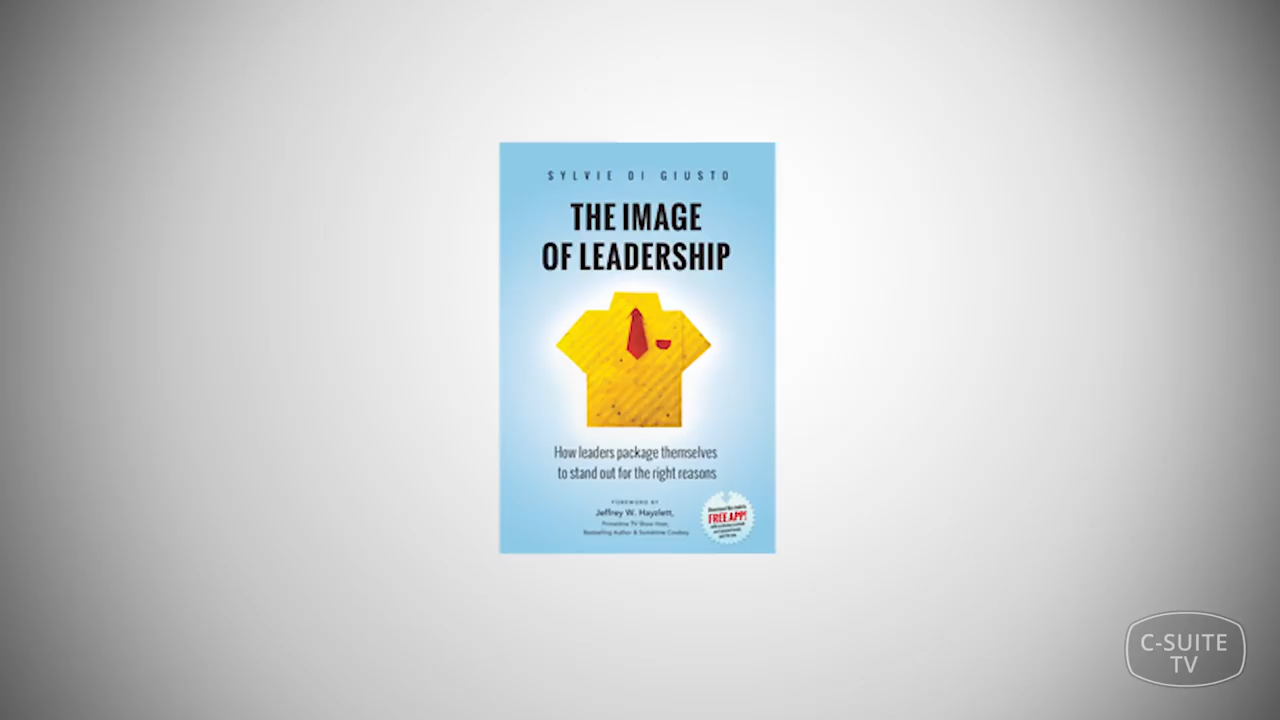 SYLVIE DI GIUSTO
THE IMAGE
OF LEADERSHIP
How leaders package themselves
to stand out for the right reasons
FOREWORD BY
Jeffrey W. Hayzlett,
Primetime TV Show Host,
Bestselling Author & Sometime Cowboy
FREE APP!
C-SUITE
TV